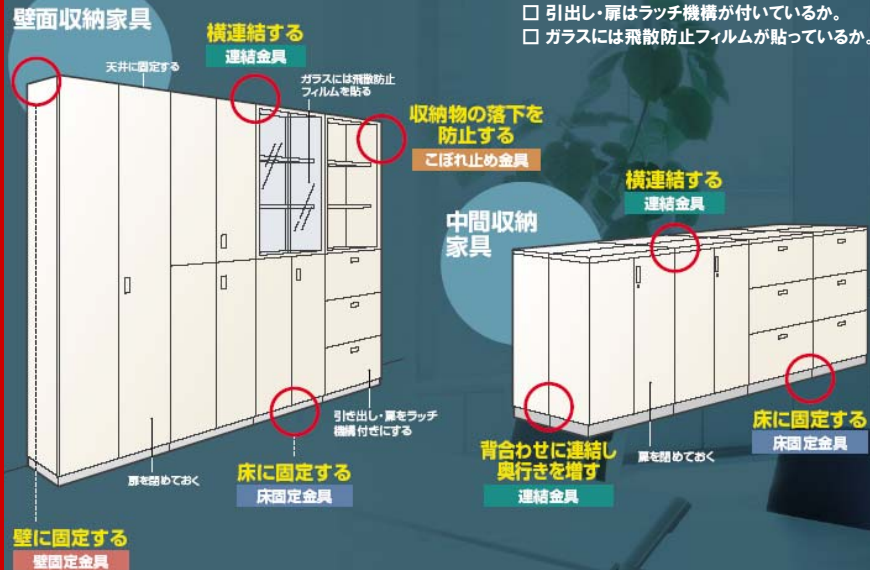 壁面収納家具
□ 引出し・扉はラッチ機構が付いているか。
□ ガラスには飛散防止フィルムが貼っているか。
横連結する
連結金具
天井に固定する
ガラスには飛散防止
フィルムを貼る
収納物の落下を
防止する
こぼれ止め金具
中間収納
家具
横連結する
連結金具
引き出し・扉をラッチ
機構付きにする
扉を閉めておく
床に固定する
床固定金具
壁に固定する
壁固定金具
背合わせに連結し
奥行きを増す
連結金具
扉を閉めておく
床に固定する
床固定金具